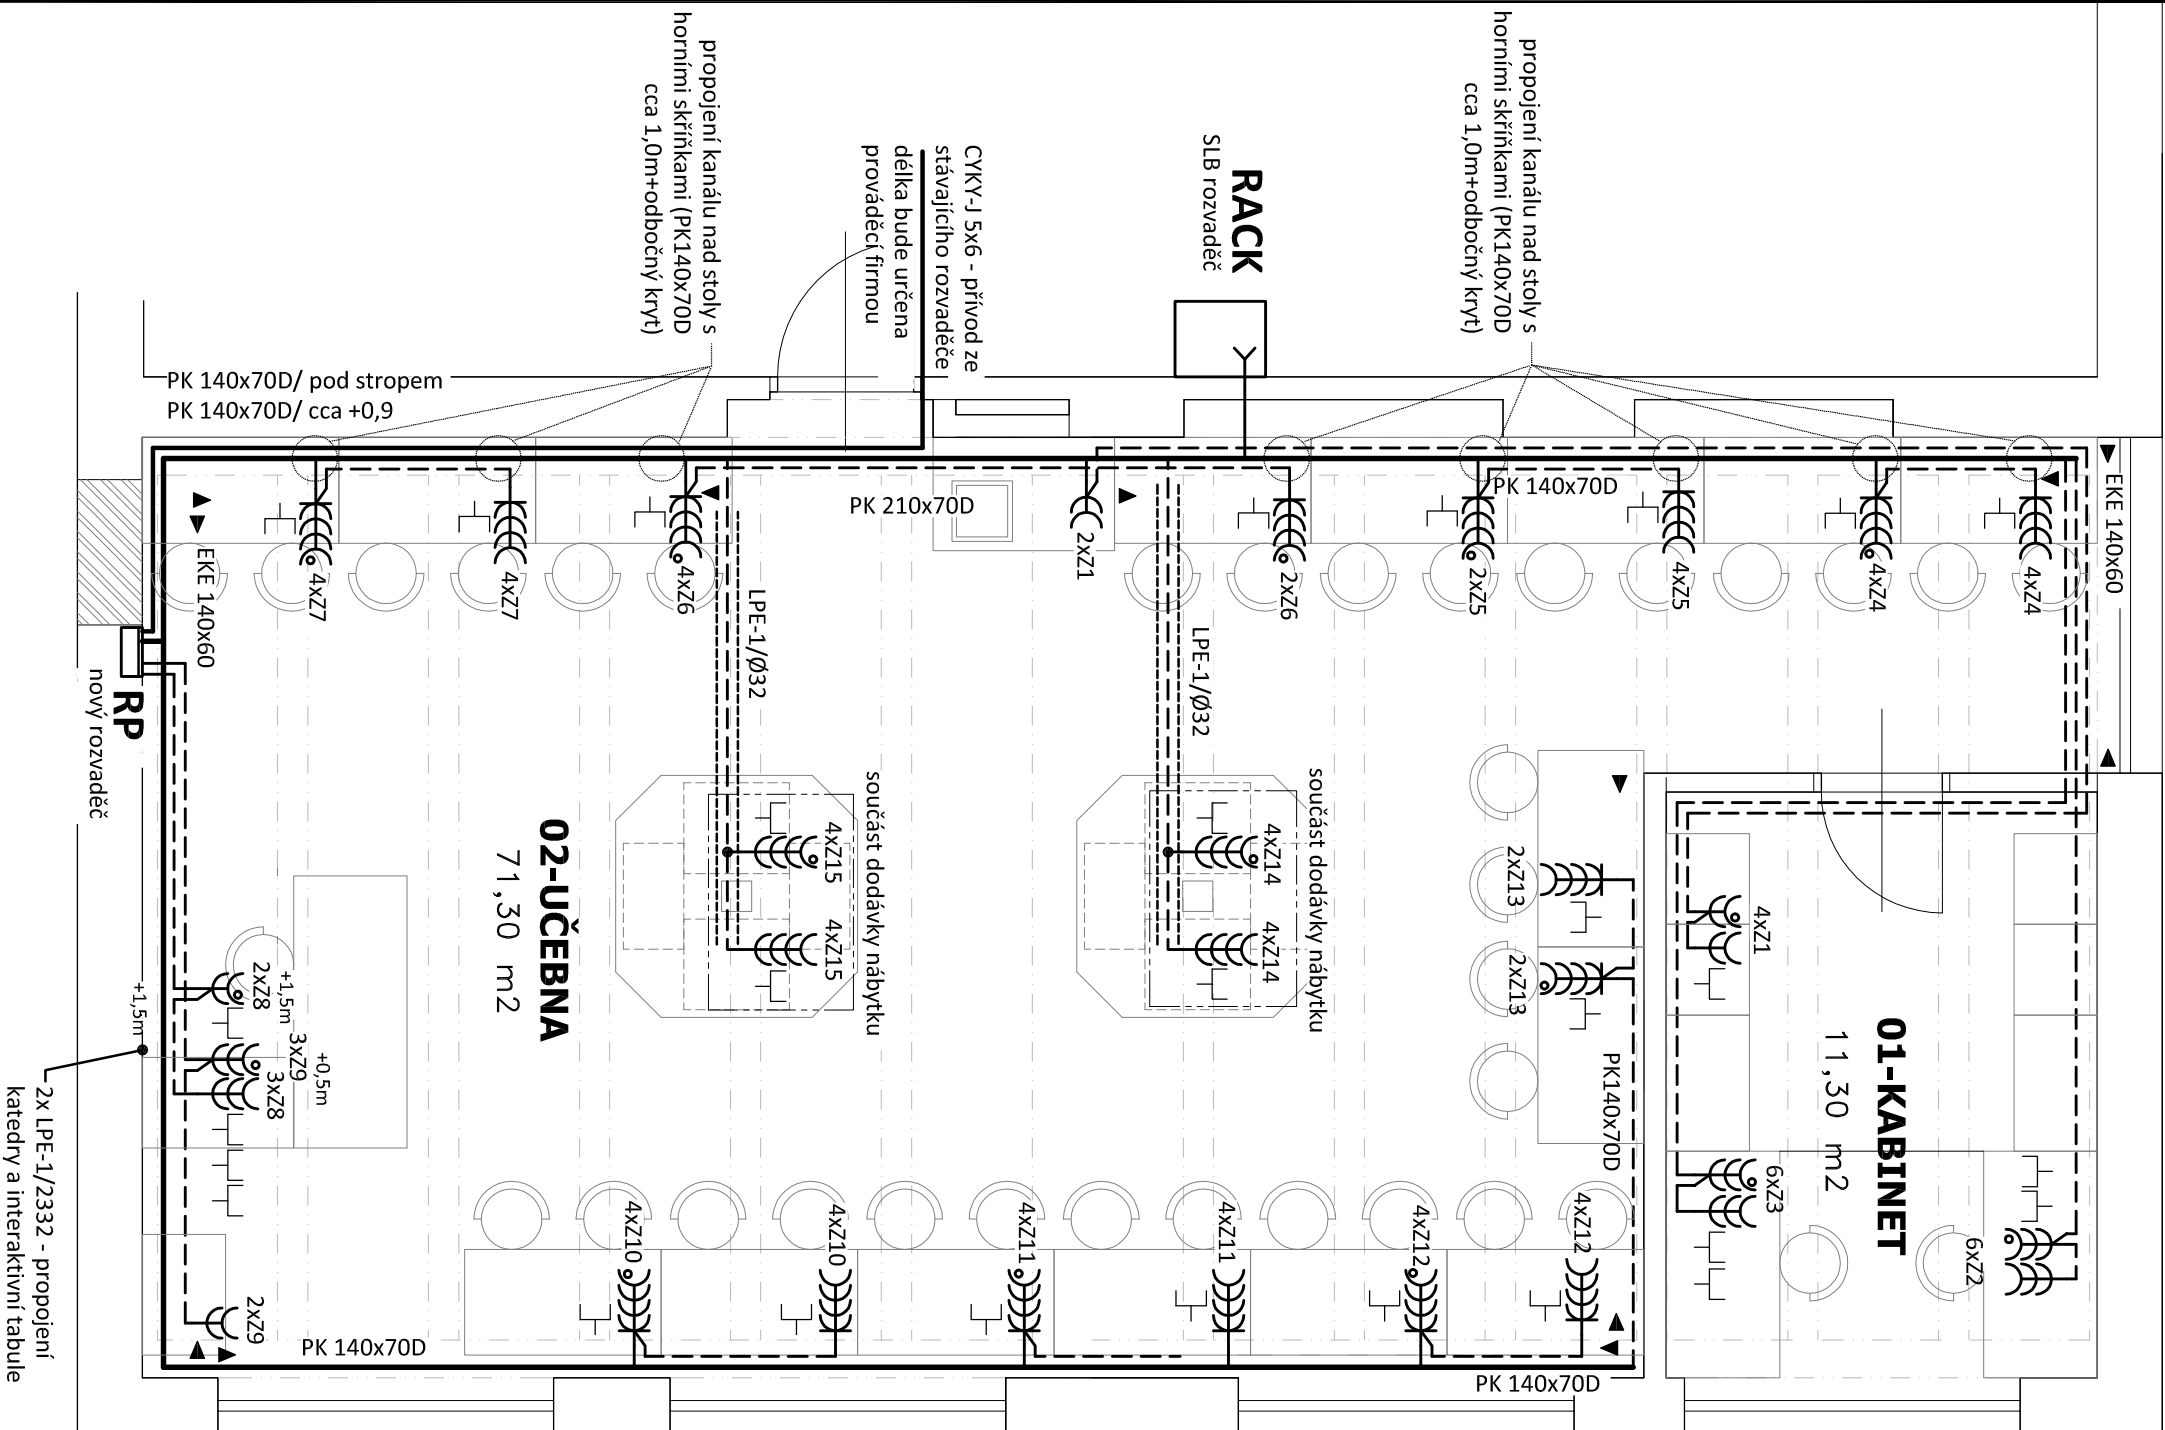 propojení kanálu nad stoly s
horními skříňkami (PK140x70D
cca 1,0m+odbočný kryt)
CYKY-J 5x6 - přívod ze
stávajícího rozvaděče
délka bude určena
prováděcí firmou
RACK
SLB rozvaděč
propojení kanálu nad stoly s
horními skříňkami (PK140x70D
cca 1,0m+odbočný kryt)
PK 140x70D/ pod stropem
PK 140x70D/ cca +0,9
EKE 140x60
PK 210x70D
PK 140x70D
EKE 140x60
4xZ7
4xZ7
4xZ6
2xZ1
2xZ6
2xZ5
4xZ5
4xZ4
4xZ4
LPE-1/Ø32
LPE-1/Ø32
RP
nový rozvaděč
součást dodávky nábytku
součást dodávky nábytku
4xZ15
4xZ15
4xZ14
4xZ14
02-UČEBNA
71,30 m2
2xZ13
2xZ13
PK140x70D
4xZ1
01-KABINET
11,30 m2
6xZ3
6xZ2
2xZ8
+1,5m
3xZ9
3xZ8
+0,5m
+1,5m
2x LPE-1/2332 - propojení
katedry a interaktivní tabule
2xZ9
4xZ10
4xZ10
4xZ11
4xZ11
4xZ12
4xZ12
PK 140x70D
PK 140x70D